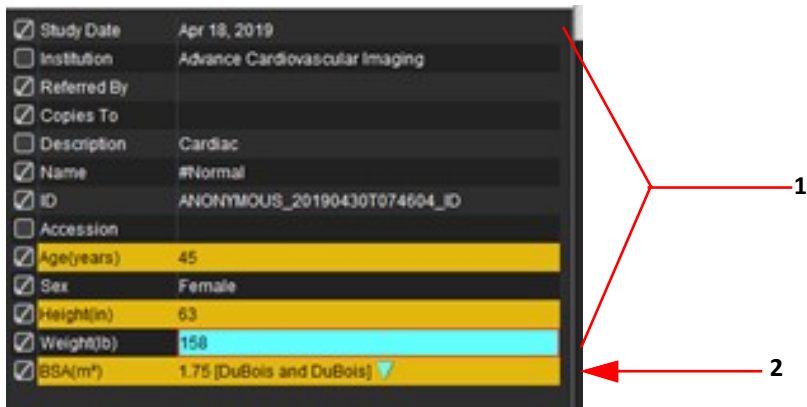 Study Date Apr 18, 2019
Institution Advance Cardiovascular Imaging
Referred By
Copies To
Description Cardiac
Name #Normal
ID ANONYMOUS_20190430T074604_ID
Accession
Age(years) 45
Sex Female
Height(in) 63
Weight(lb) 158
BSA(m²) 1.75 [DuBois and DuBois]
1
2